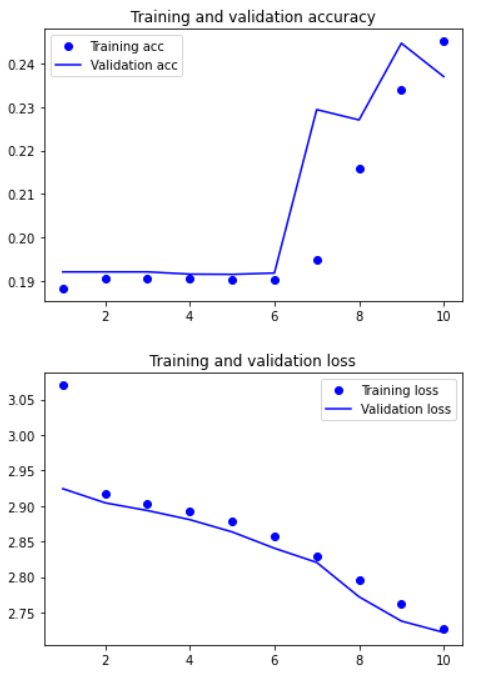 Training and validation accuracy
Training acc
Validation acc
0.24
0.23
0.22
0.21
0.20
0.19
2 4 6 8 10
Training and validation loss
Training loss
Validation loss
3.05
3.00
2.95
2.90
2.85
2.80
2.75
2 4 6 8 10